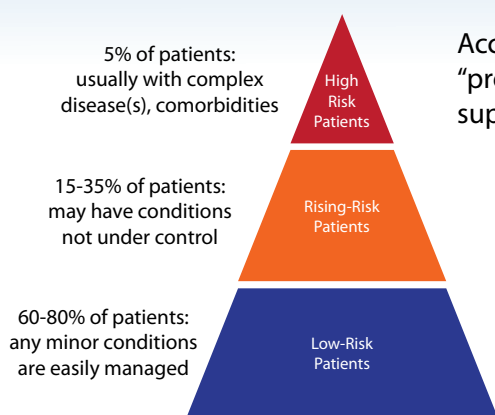 5% of patients:
usually with complex
disease(s), comorbidities
High
Risk
Patients
15-35% of patients:
may have conditions
not under control
Rising-Risk
Patients
60-80% of patients:
any minor conditions
are easily managed
Low-Risk
Patients